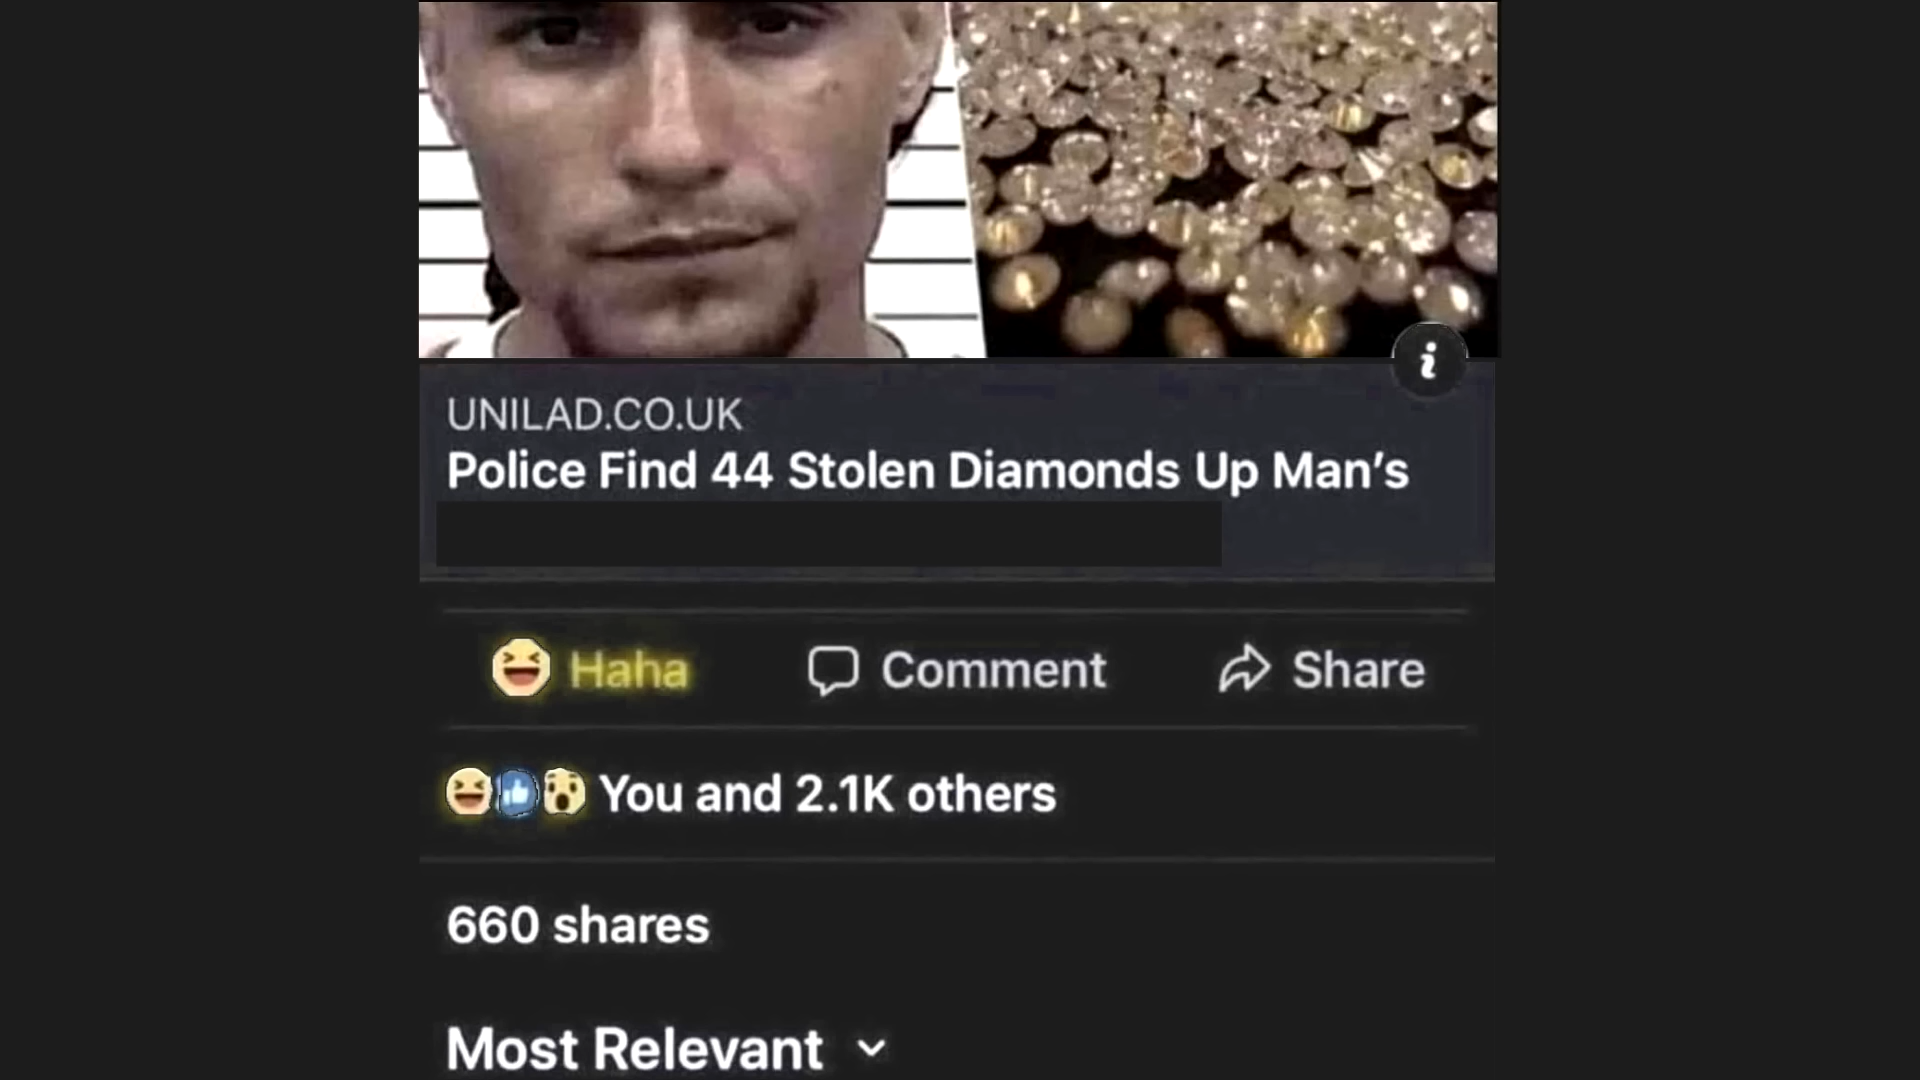 UNILAD.CO.UK
Police Find 44 Stolen Diamonds Up Man’s
Haha
Comment
Share
You and 2.1K others
660 shares
Most Relevant